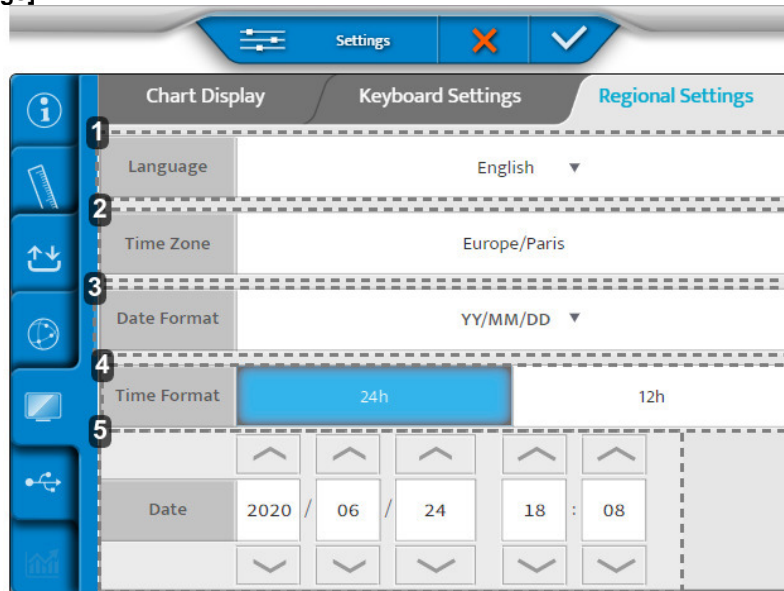 Settings
Chart Display Keyboard Settings Regional Settings
1
Language English
2
Time Zone Europe/Paris
3
Date Format YY/MM/DD
4
Time Format 24h 12h
5
Date 2020 / 06 / 24 18 : 08